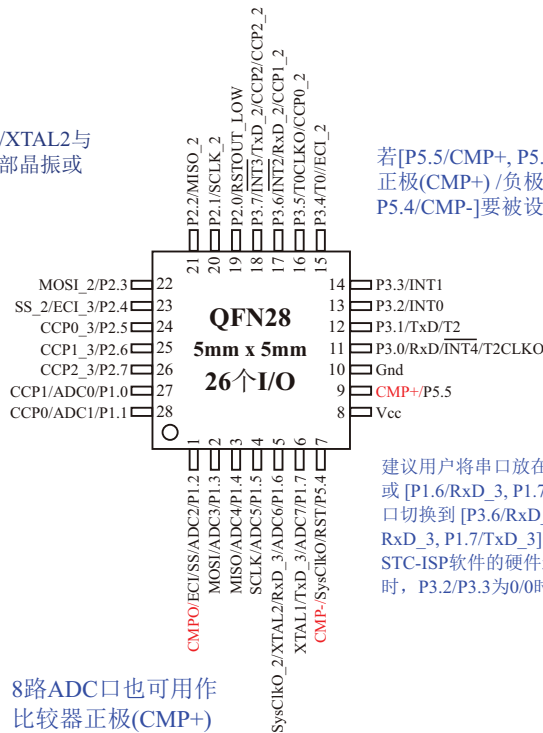 /XTAL2与
部晶振或
P2.2/MISO_2
P2.1/SCLK_2
P2.0/RSTOUT_LOW
P3.7/INT3/TxD_2/CCP2/CCP2_2
P3.6/INT2/RxD_2/CCP1_2
P3.5/T0CLKO/CCP0_2
P3.4/T0//ECI_2
若[P5.5/CMP+, P5.
正极(CMP+) /负极
P5.4/CMP-]要被设
21 20 19 18 17 16 15
MOSI_2/P2.3 22
SS_2/ECI_3/P2.4 23
CCP0_3/P2.5 24
CCP1_3/P2.6 25
CCP2_3/P2.7 26
CCP1/ADC0/P1.0 27
CCP0/ADC1/P1.1 28
QFN28
5mm x 5mm
26个I/O
14 P3.3/INT1
13 P3.2/INT0
12 P3.1/TxD/T2
11 P3.0/RxD/INT4/T2CLKO
10 Gnd
9 CMP+/P5.5
8 Vcc
1 2 3 4 5 6 7
CMPO/ECI/SS/ADC2/P1.2
MOSI/ADC3/P1.3
MISO/ADC4/P1.4
SCLK/ADC5/P1.5
SysClkO_2/XTAL2/RxD_3/ADC6/P1.6
XTAL1/TxD_3/ADC7/P1.7
CMP-/SysClkO/RST/P5.4
建议用户将串口放在
或 [P1.6/RxD_3, P1.7
口切换到 [P3.6/RxD_
RxD_3, P1.7/TxD_3]
STC-ISP软件的硬件
时，P3.2/P3.3为0/0时
8路ADC口也可用作
比较器正极(CMP+)